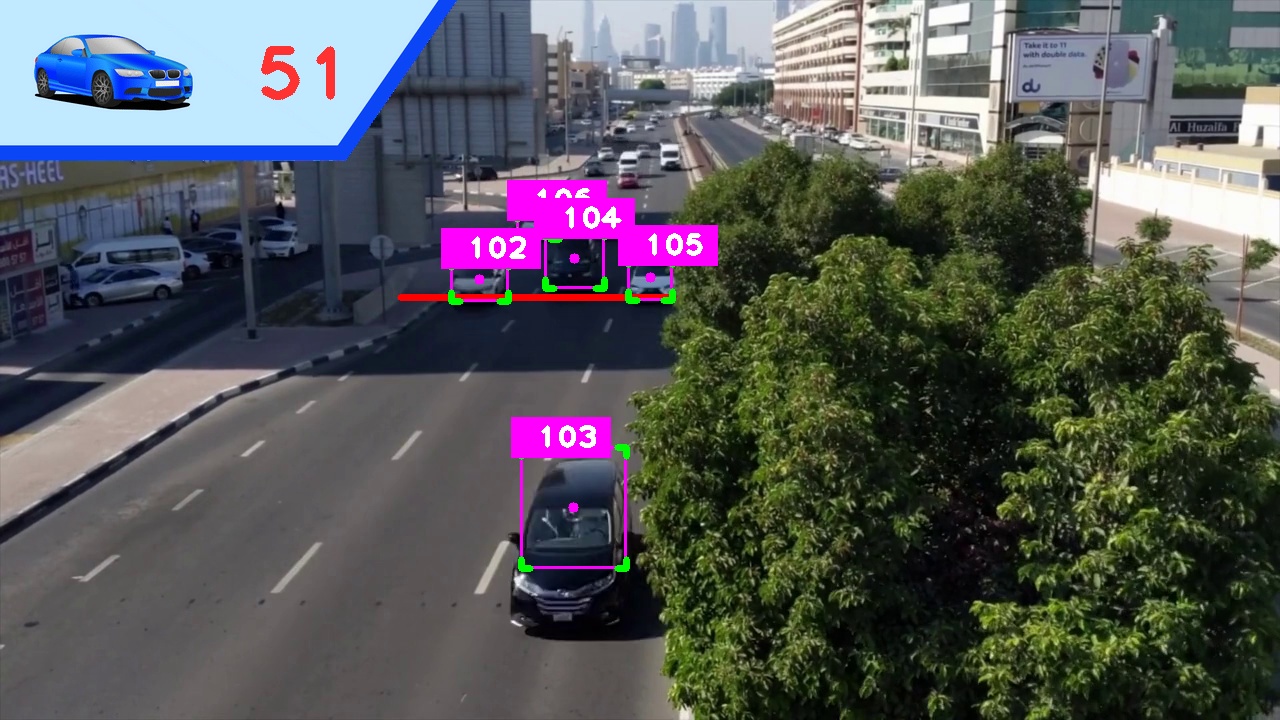 51
AS-HEEL
Take it to 11
with double data.
du
Al Huzaifa F
106
104
102
105
103